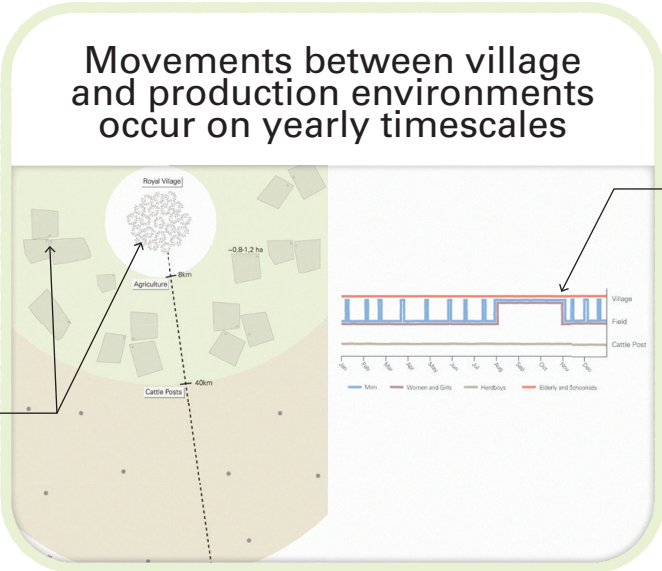 Movements between village
and production environments
occur on yearly timescales
Royal Village
~0,8-1,2 ha
8km
Agriculture
40km
Cattle Posts
Village
Field
Cattle Post
Jan
Feb
Mar
Apr
May
Jun
Jul
Aug
Sep
Oct
Nov
Dec
Men
Women and Girls
Herdboys
Elderly and Schoolkids